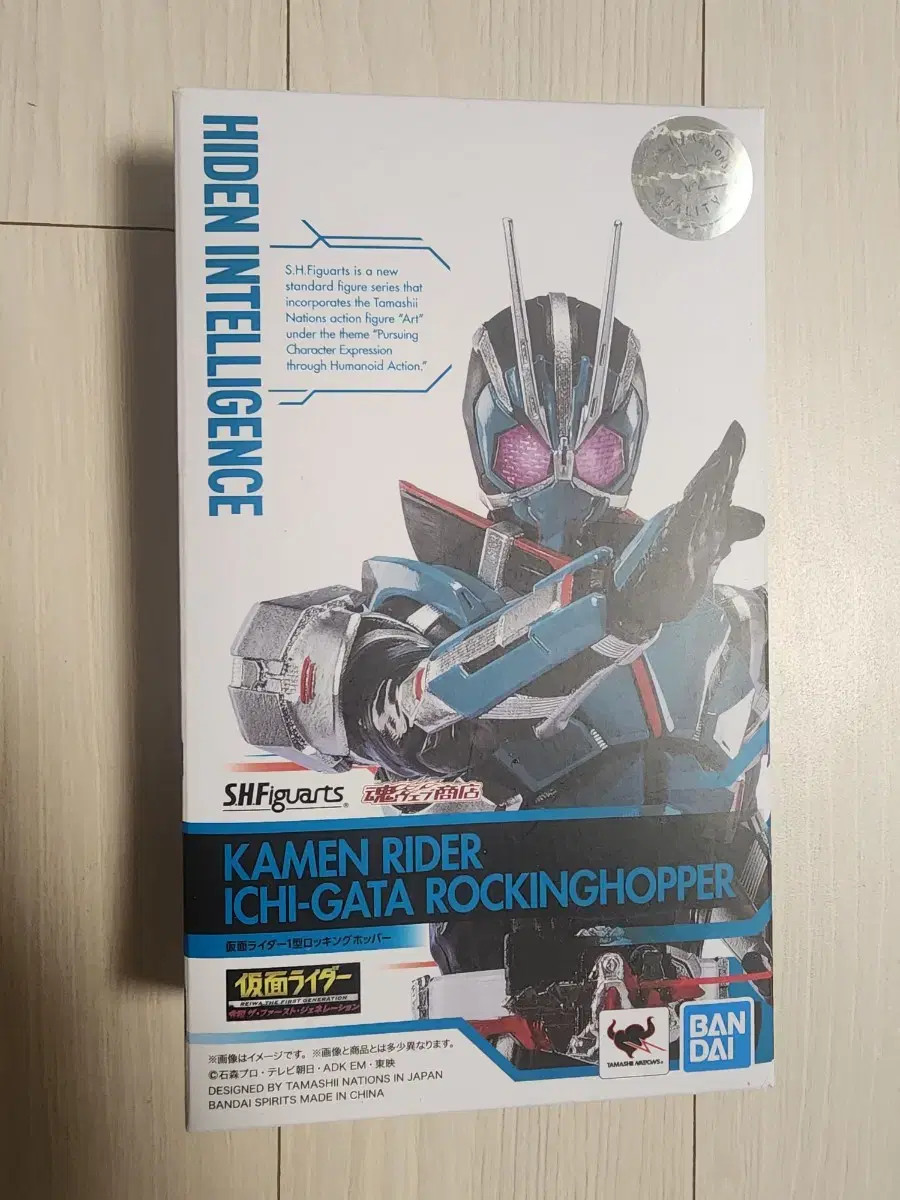 HIDEN INTELLIGENCE
S.H.Figuarts is a new
standard figure series that
incorporates the Tamashii
Nations action figure "Art"
under the theme "Pursuing
Character Expression
through Humanoid Action."
QUALITY
S.H.Figuarts®
魂ウェブ商店
KAMEN RIDER
ICHI-GATA ROCKINGHOPPER
仮面ライダー1型ロッキングホッパー
仮面ライダー
REIWA THE FIRST GENERATION
令和 ザ・ファースト・ジェネレーション
TAMASHII NATIONS®
BAN
DAI
※画像はイメージです。※画像と商品とは多少異なります。
©石森プロ・テレビ朝日・ADK EM・東映
DESIGNED BY TAMASHII NATIONS IN JAPAN
BANDAI SPIRITS MADE IN CHINA